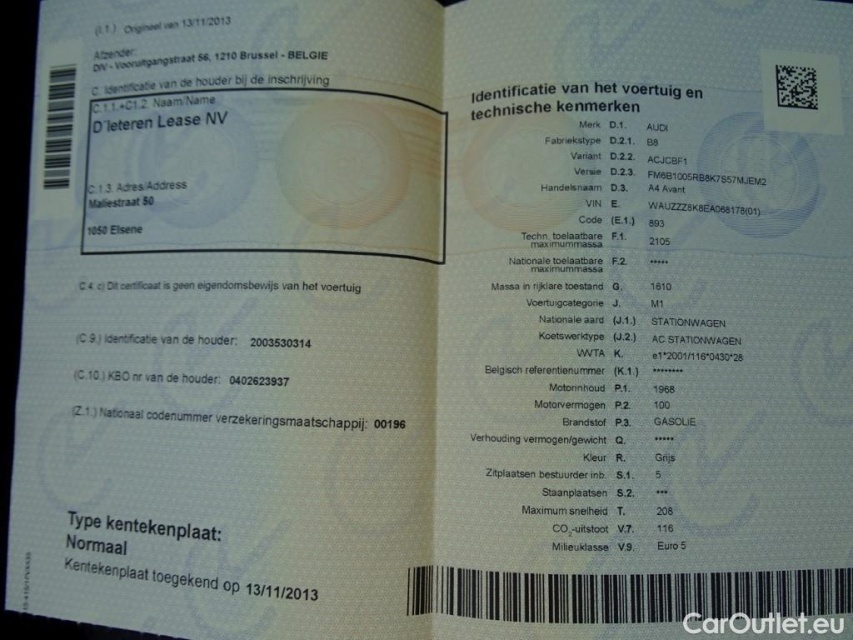 (I.1.) Origineel van 13/11/2013
Afzender:
DIV - Vooruitgangstraat 56, 1210 Brussel - BELGIE
C. Identificatie van de houder bij de inschrijving
C.1.1.+C1.2. Naam/Name
D'Ieteren Lease NV
C.1.3. Adres/Address
Maliestraat 50
1050 Elsene
C.4. c) Dit certificaat is geen eigendomsbewijs van het voertuig
(C.9.) Identificatie van de houder: 2003530314
(C.10.) KBO nr van de houder: 0402623937
(Z.1.) Nationaal codenummer verzekeringsmaatschappij: 00196
Type kentekenplaat:
Normaal
Kentekenplaat toegekend op 13/11/2013
Identificatie van het voertuig en
technische kenmerken
Merk D.1. AUDI
Fabriekstype D.2.1. B8
Variant D.2.2. ACJCBF1
Versie D.2.3. FM6B1005RB8K7S57MJEM2
Handelsnaam D.3. A4 Avant
VIN E. WAUZZZ8K8EA068178(01)
Code (E.1.) 893
Techn. toelaatbare F.1. 2105
maximummassa
Nationale toelaatbare F.2. *****
maximummassa
Massa in rijklare toestand G. 1610
Voertuigcategorie J. M1
Nationale aard (J.1.) STATIONWAGEN
Koetswerktype (J.2.) AC STATIONWAGEN
WVTA K. e1*2001/116*0430*28
Belgisch referentienummer (K.1.) ********
Motorinhoud P.1. 1968
Motorvermogen P.2. 100
Brandstof P.3. GASOLIE
Verhouding vermogen/gewicht Q. *****
Kleur R. Grijs
Zitplaatsen bestuurder inb. S.1. 5
Staanplaatsen S.2. ***
Maximum snelheid T. 208
CO2-uitstoot V.7. 116
Milieuklasse V.9. Euro 5
CarOutlet.eu